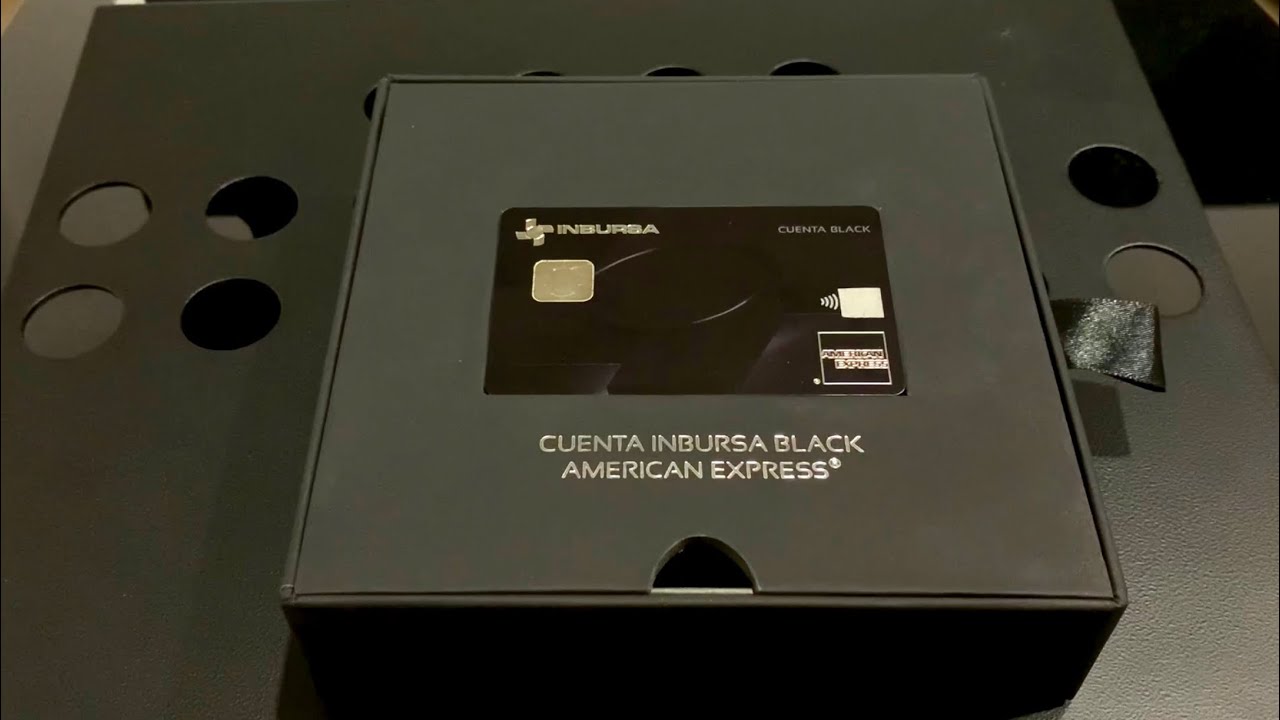 INBURSA
CUENTA BLACK
AMERICAN
EXPRESS
CUENTA INBURSA BLACK
AMERICAN EXPRESS®